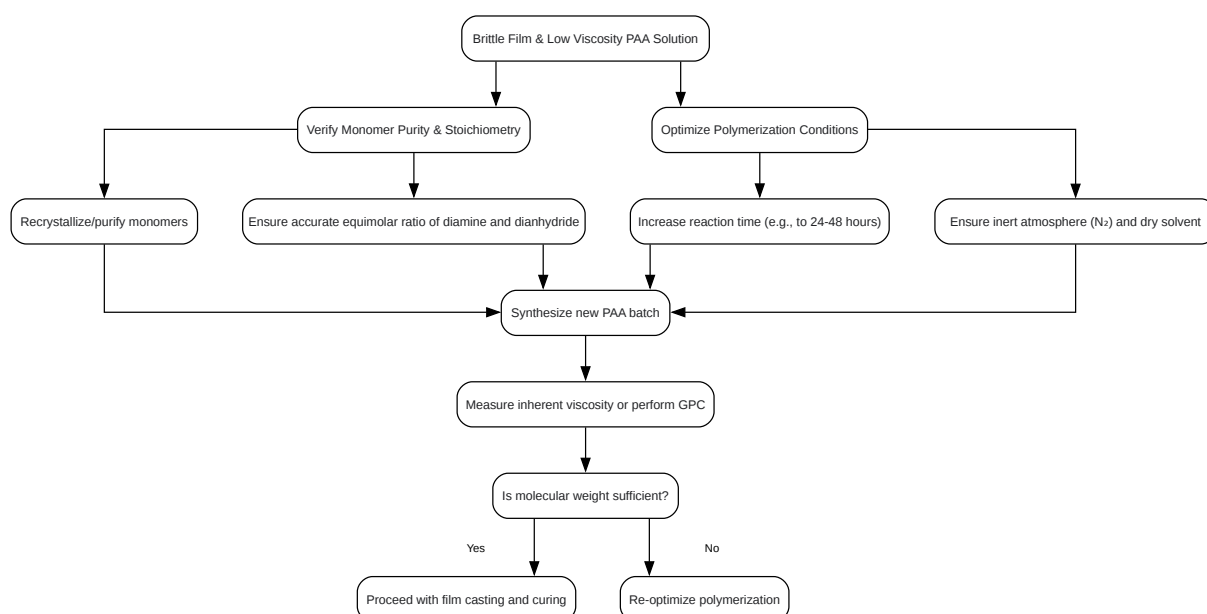 Brittle Film & Low Viscosity PAA Solution
Verify Monomer Purity & Stoichiometry
Optimize Polymerization Conditions
Recrystallize/purify monomers
Ensure accurate equimolar ratio of diamine and dianhydride
Increase reaction time (e.g., to 24-48 hours)
Ensure inert atmosphere (N₂) and dry solvent
Synthesize new PAA batch
Measure inherent viscosity or perform GPC
Is molecular weight sufficient?
Yes
No
Proceed with film casting and curing
Re-optimize polymerization